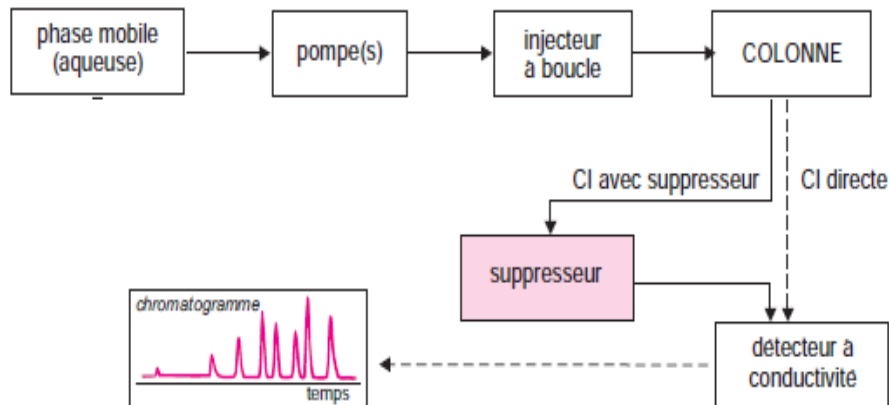 phase mobile
(aqueuse)
pompe(s)
injecteur
à boucle
COLONNE
CI avec suppresseur
CI directe
suppresseur
chromatogramme
temps
détecteur à
conductivité